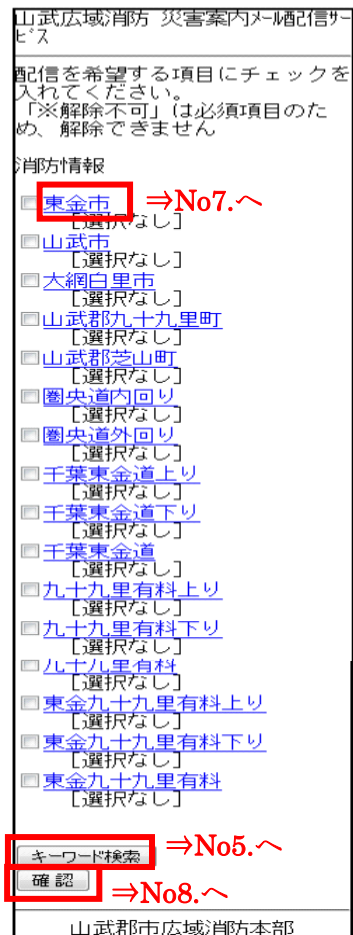 山武広域消防 災害案内ﾒｰﾙ配信ｻｰ
ﾋﾞｽ
配信を希望する項目にチェックを
入れてください。
「※解除不可」は必須項目のた
め、解除できません
消防情報
東金市 ⇒No7.へ
[選択なし]
山武市
[選択なし]
大網白里市
[選択なし]
山武郡九十九里町
[選択なし]
山武郡芝山町
[選択なし]
圏央道内回り
[選択なし]
圏央道外回り
[選択なし]
千葉東金道上り
[選択なし]
千葉東金道下り
[選択なし]
千葉東金道
[選択なし]
九十九里有料上り
[選択なし]
九十九里有料下り
[選択なし]
九十九里有料
[選択なし]
東金九十九里有料上り
[選択なし]
東金九十九里有料下り
[選択なし]
東金九十九里有料
[選択なし]
キーワード検索 ⇒No5.へ
確認 ⇒No8.へ
山武郡市広域消防本部